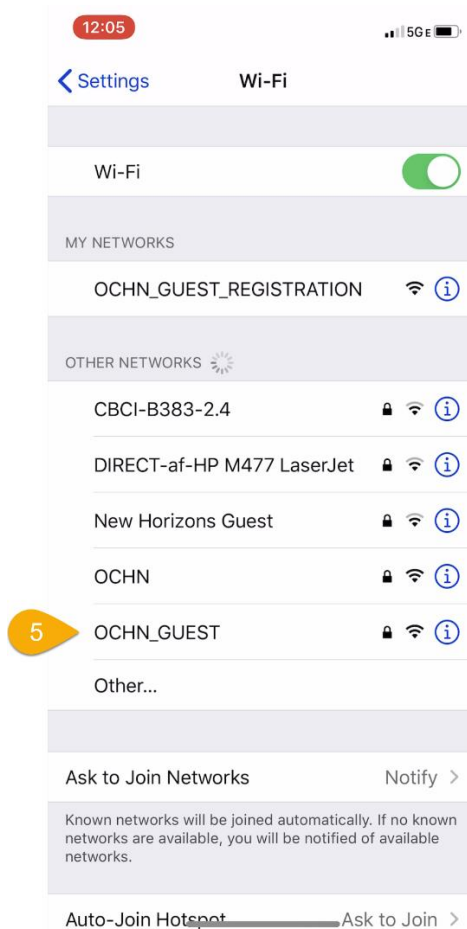 12:05
5G E
Settings
Wi-Fi
Wi-Fi
MY NETWORKS
OCHN_GUEST_REGISTRATION
OTHER NETWORKS
CBCI-B383-2.4
DIRECT-af-HP M477 LaserJet
New Horizons Guest
OCHN
5
OCHN_GUEST
Other...
Ask to Join Networks
Notify
Known networks will be joined automatically. If no known
networks are available, you will be notified of available
networks.
Auto-Join Hotspot
Ask to Join